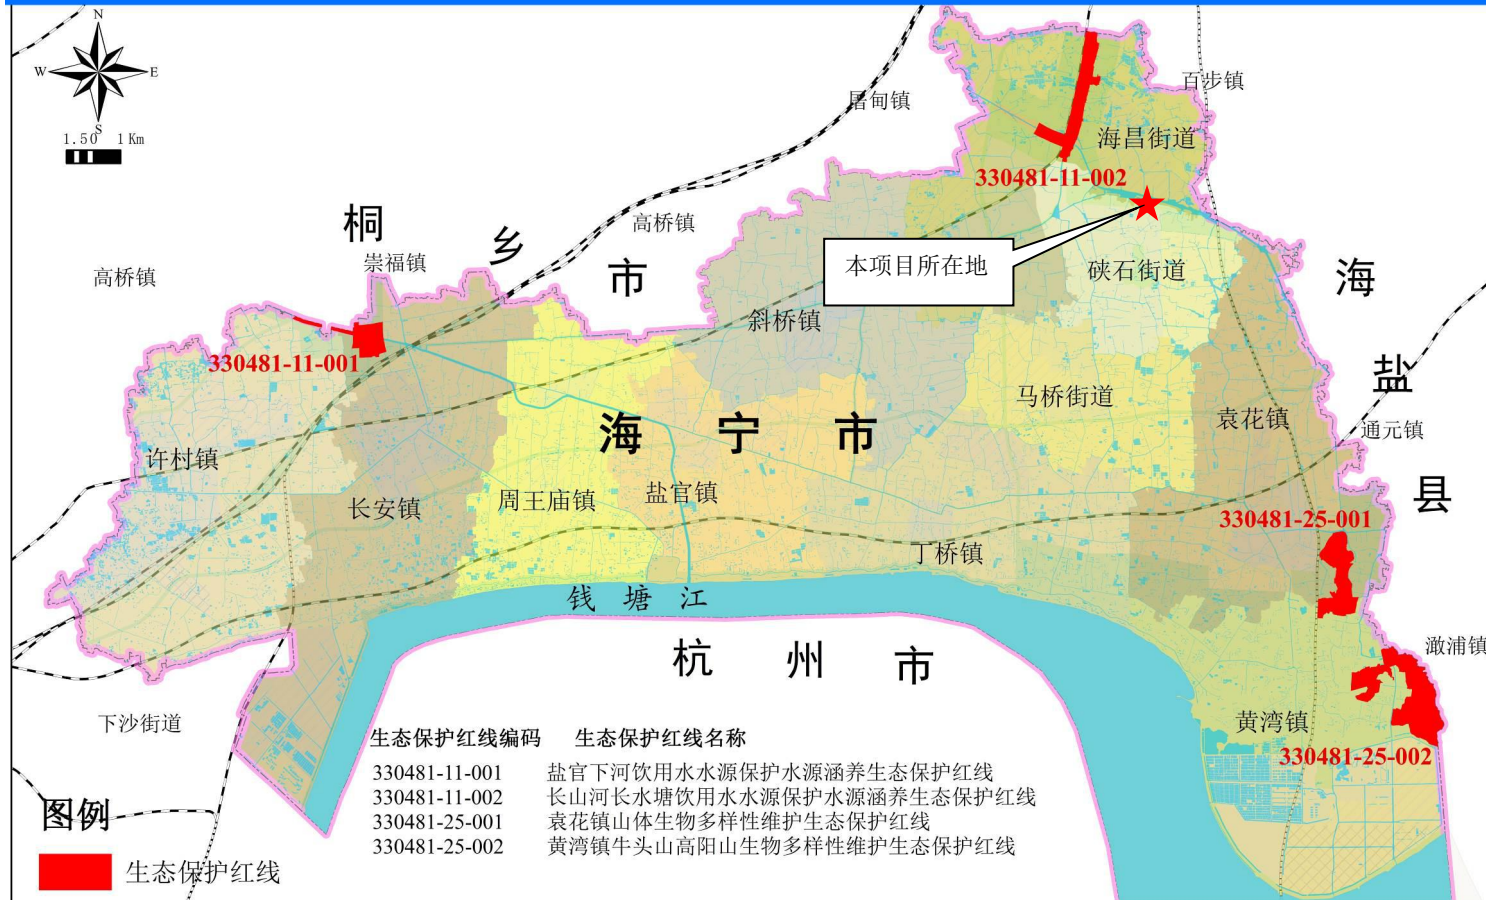 N
W
E
S
1.50 1 Km
百步镇
屠甸镇
海昌街道
330481-11-002
桐 乡 市
高桥镇
崇福镇
高桥镇
本项目所在地
硖石街道
海 盐 县
斜桥镇
330481-11-001
马桥街道
袁花镇
通元镇
海 宁 市
许村镇
长安镇
周王庙镇
盐官镇
330481-25-001
丁桥镇
钱 塘 江
杭 州 市
澉浦镇
下沙街道
黄湾镇
330481-25-002
生态保护红线编码 生态保护红线名称
330481-11-001 盐官下河饮用水水源保护水源涵养生态保护红线
330481-11-002 长山河长水塘饮用水水源保护水源涵养生态保护红线
330481-25-001 袁花镇山体生物多样性维护生态保护红线
330481-25-002 黄湾镇牛头山高阳山生物多样性维护生态保护红线
图例
生态保护红线